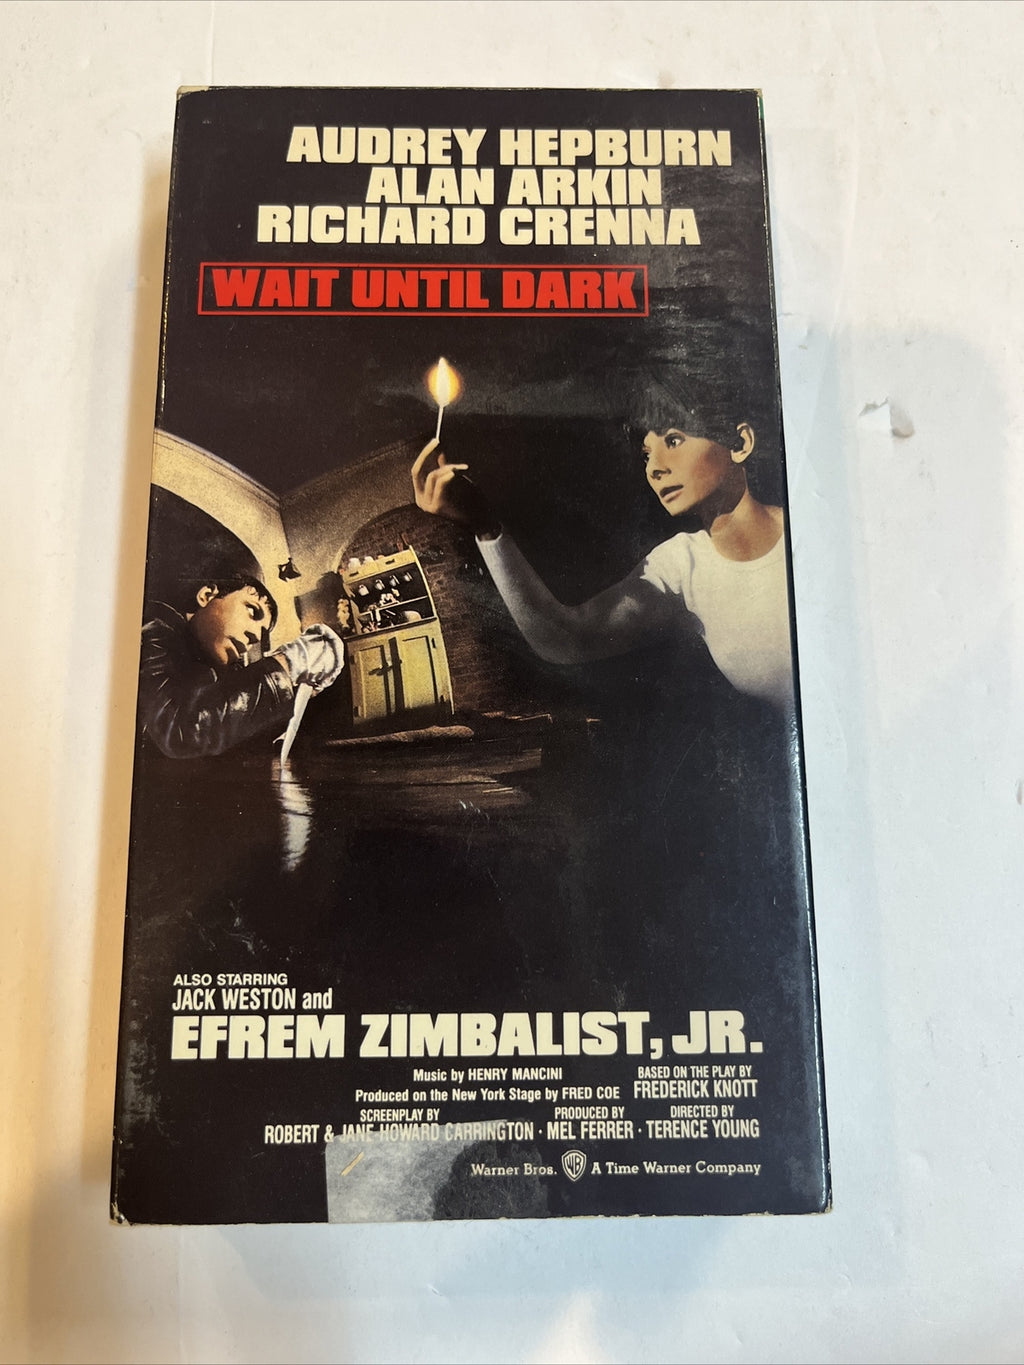 AUDREY HEPBURN
ALAN ARKIN
RICHARD CRENNA
WAIT UNTIL DARK
ALSO STARRING
JACK WESTON and
EFREM ZIMBALIST, JR.
Music by HENRY MANCINI
Produced on the New York Stage by FRED COE
BASED ON THE PLAY BY
FREDERICK KNOTT
SCREENPLAY BY
ROBERT & JANE-HOWARD CARRINGTON ·
PRODUCED BY
MEL FERRER ·
DIRECTED BY
TERENCE YOUNG
Warner Bros. WB A Time Warner Company